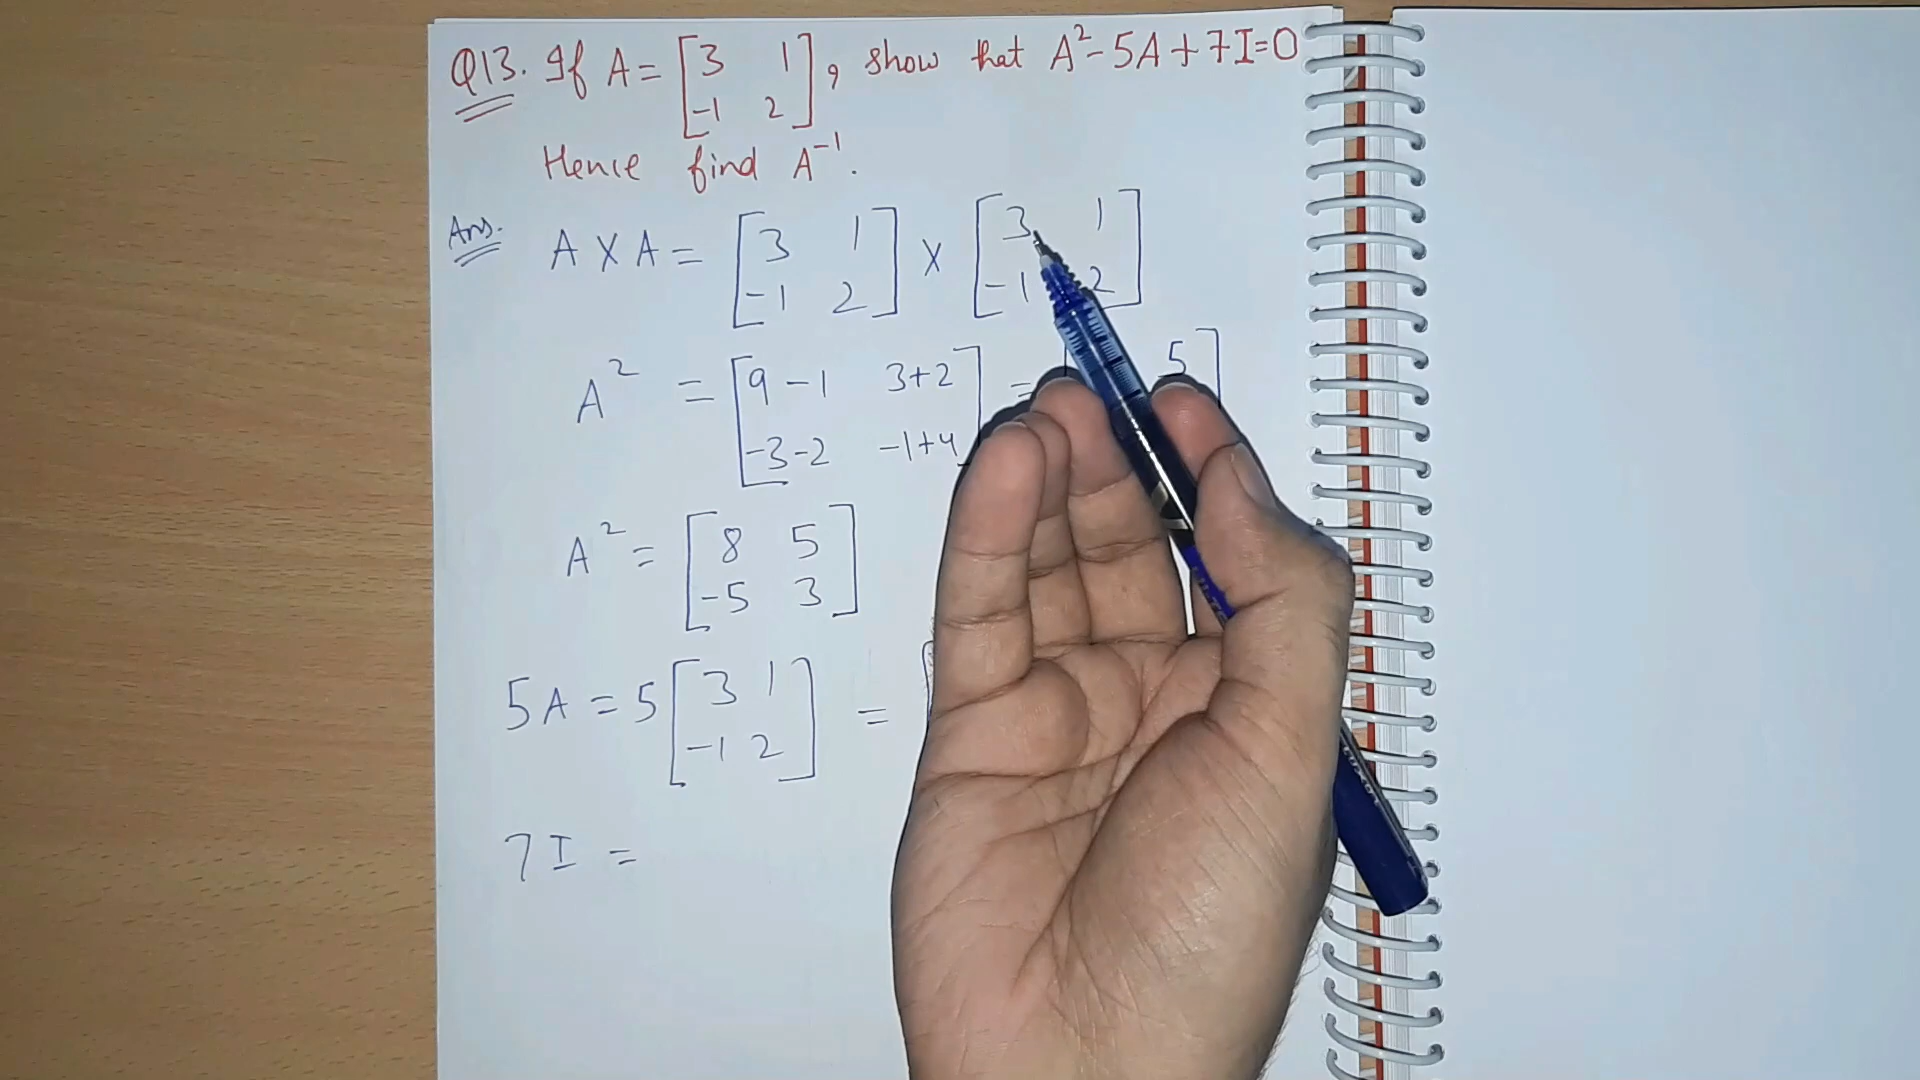 Q13. If A = [3 1
-1 2], show that A²-5A+7I=0
Hence find A⁻¹.
Ans. A X A = [3 1
-1 2] X [3 1
-1 2]
A² = [9-1 3+2
-3-2 -1+4] = [ 5]
A² = [8 5
-5 3]
5A = 5[3 1
-1 2] = [
7I =